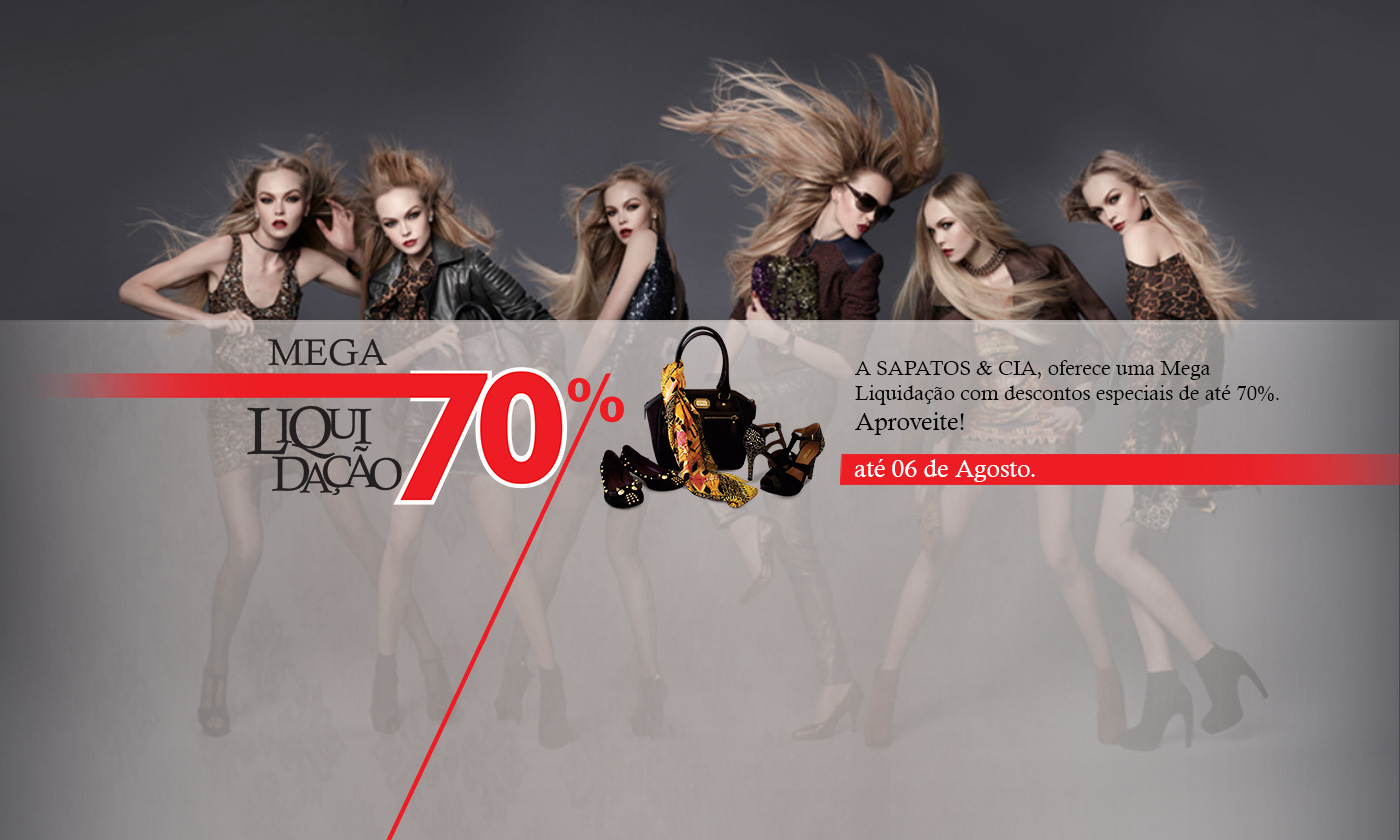 MEGA
LIQUI
DAÇÃO
70%
A SAPATOS & CIA, oferece uma Mega
Liquidação com descontos especiais de até 70%.
Aproveite!
até 06 de Agosto.